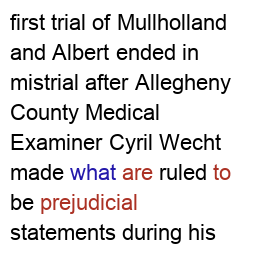 first trial of Mullholland
and Albert ended in
mistrial after Allegheny
County Medical
Examiner Cyril Wecht
made what are ruled to
be prejudicial
statements during his